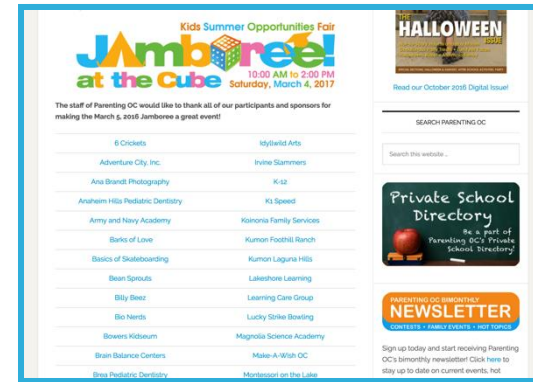 Kids Summer Opportunities Fair
Jamboree!
at the Cube
10:00 AM to 2:00 PM
Saturday, March 4, 2017
The staff of Parenting OC would like to thank all of our participants and sponsors for
making the March 5, 2016 Jamboree a great event!
6 Crickets
Idyllwild Arts
Adventure City, Inc.
Irvine Slammers
Ana Brandt Photography
K-12
Anaheim Hills Pediatric Dentistry
K1 Speed
Army and Navy Academy
Koinonia Family Services
Barks of Love
Kumon Foothill Ranch
Basics of Skateboarding
Kumon Laguna Hills
Bean Sprouts
Lakeshore Learning
Billy Beez
Learning Care Group
Bio Nerds
Lucky Strike Bowling
Bowers Kidseum
Magnolia Science Academy
Brain Balance Centers
Make-A-Wish OC
Brea Pediatric Dentistry
Montessori on the Lake
THE
HALLOWEEN
ISSUE
Read our October 2016 Digital Issue!
SEARCH PARENTING OC
Search this website …
Private School
Directory
Be a part of
Parenting OC's Private
School Directory!
PARENTING OC BIMONTHLY
NEWSLETTER
CONTESTS • FAMILY EVENTS • HOT TOPICS
Sign up today and start receiving Parenting
OC's bimonthly newsletter! Click here to
stay up to date on current events, hot